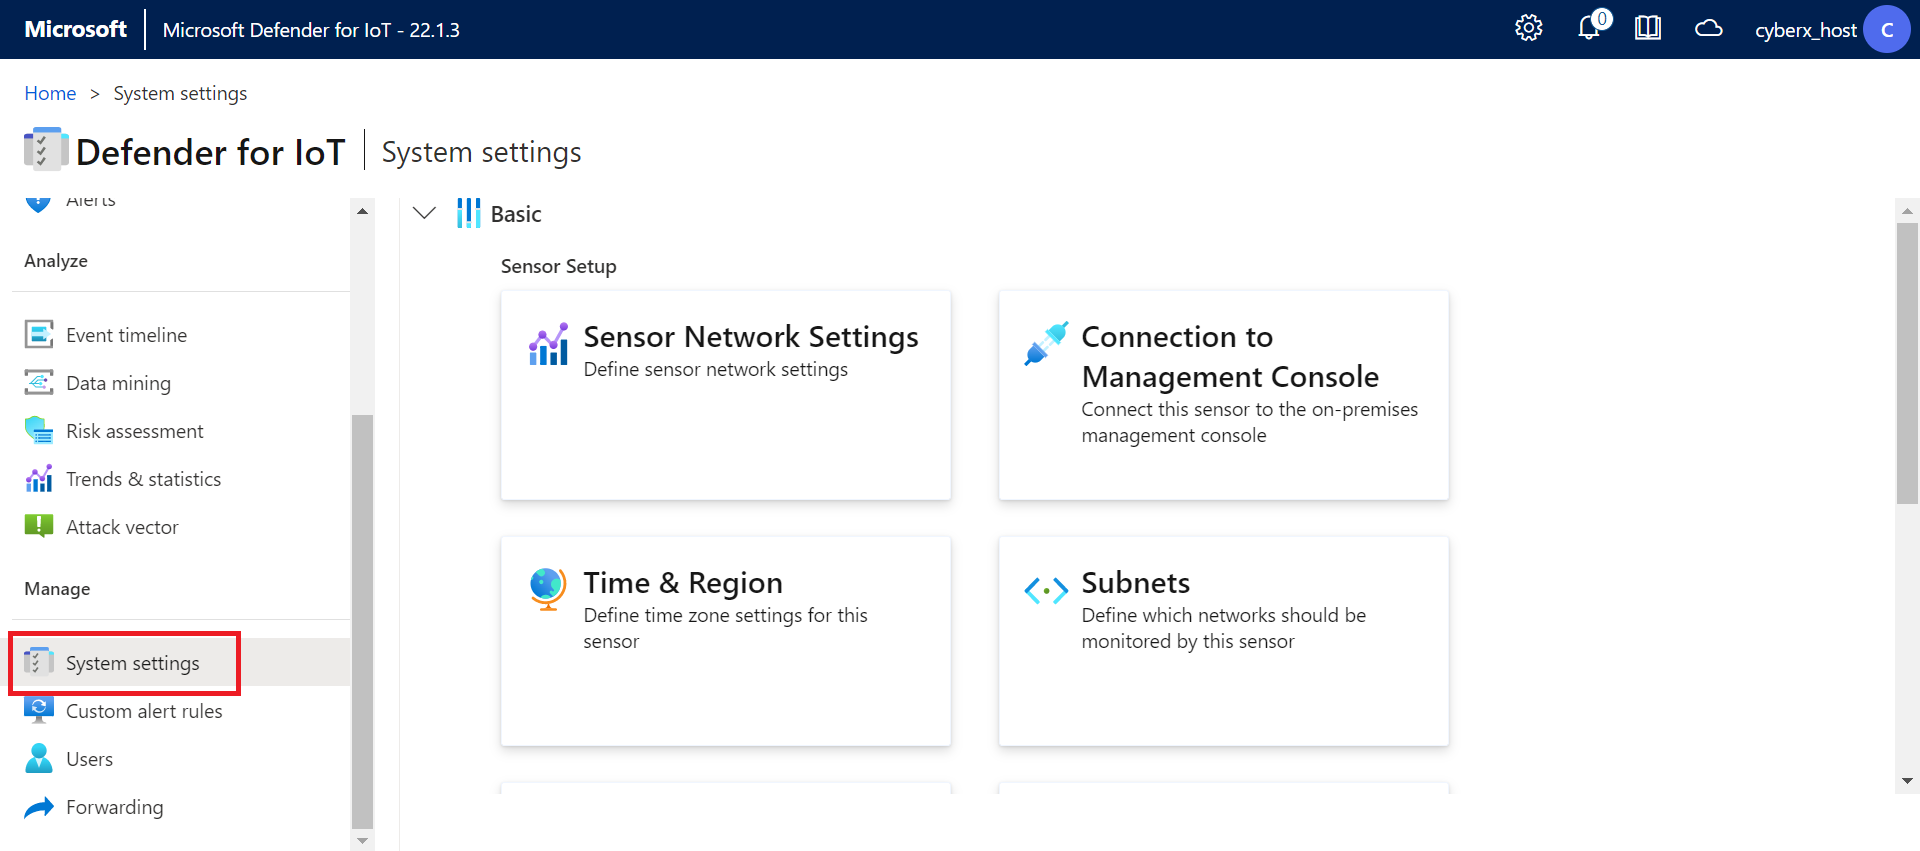 Microsoft
Microsoft Defender for IoT - 22.1.3
0
cyberx_host
C
Home > System settings
Defender for IoT
System settings
Alerts
Analyze
Event timeline
Data mining
Risk assessment
Trends & statistics
Attack vector
Manage
System settings
Custom alert rules
Users
Forwarding
Basic
Sensor Setup
Sensor Network Settings
Define sensor network settings
Connection to
Management Console
Connect this sensor to the on-premises
management console
Time & Region
Define time zone settings for this
sensor
Subnets
Define which networks should be
monitored by this sensor